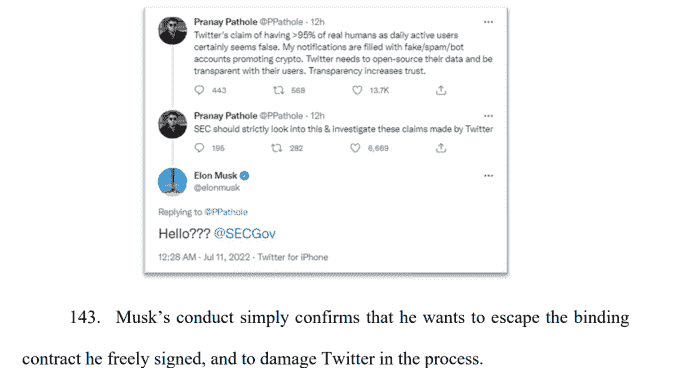 Pranay Pathole @PPathole · 12h
Twitter's claim of having >95% of real humans as daily active users
certainly seems false. My notifications are filled with fake/spam/bot
accounts promoting crypto. Twitter needs to open-source their data and be
transparent with their users. Transparency increases trust.
443 568 13.7K
Pranay Pathole @PPathole · 12h
SEC should strictly look into this & investigate these claims made by Twitter
195 282 6,669
Elon Musk
@elonmusk
Replying to @PPathole
Hello??? @SECGov
12:28 AM · Jul 11, 2022 · Twitter for iPhone
143. Musk's conduct simply confirms that he wants to escape the binding
contract he freely signed, and to damage Twitter in the process.